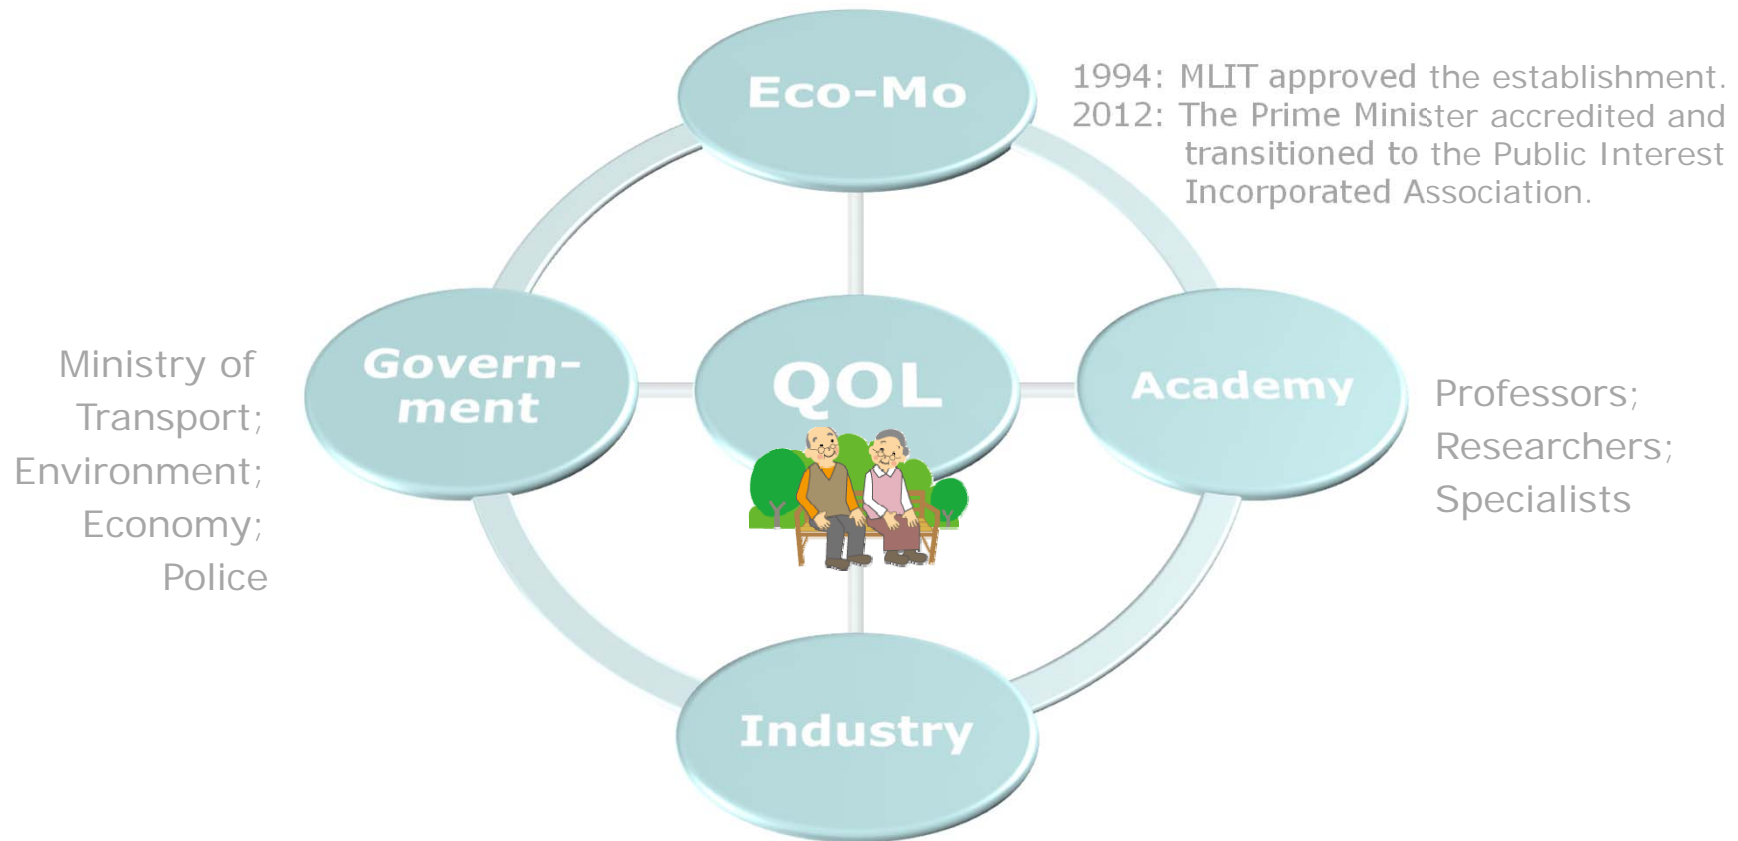 Eco-Mo
1994: MLIT approved the establishment.
2012: The Prime Minister accredited and
transitioned to the Public Interest
Incorporated Association.
Govern-
ment
QOL
Academy
Ministry of
Transport;
Environment;
Economy;
Police
Professors;
Researchers;
Specialists
Industry